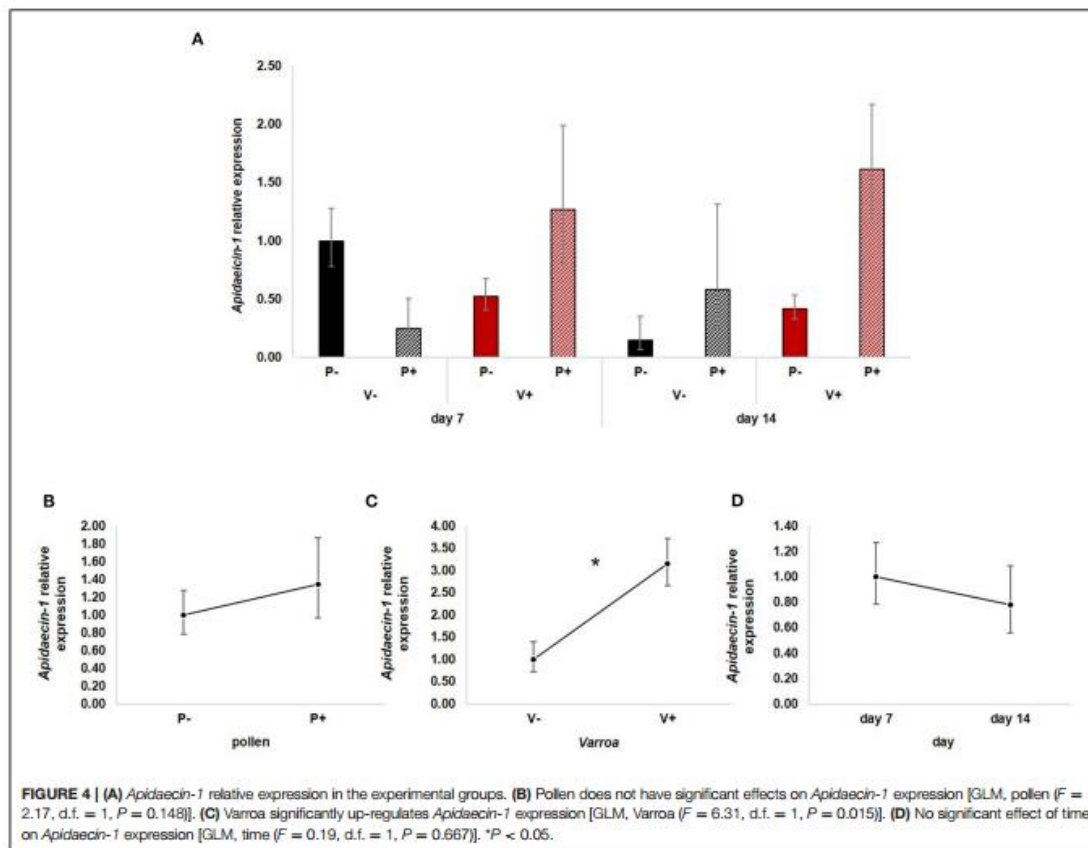 A
2.50
2.00
1.50
1.00
0.50
0.00
Apidaeicin-1 relative expression
P- P+ P- P+ P- P+ P- P+
V- V+ V- V+
day 7 day 14
B
2.00
1.80
1.60
1.40
1.20
1.00
0.80
0.60
0.40
0.20
0.00
Apidaecin-1 relative
expression
P- P+
pollen
C
4.00
3.50
3.00
2.50
2.00
1.50
1.00
0.50
0.00
Apidaecin-1 relative
expression
*
V- V+
Varroa
D
1.40
1.20
1.00
0.80
0.60
0.40
0.20
0.00
Apidaecin-1 relative
expression
day 7 day 14
day
FIGURE 4 | (A) Apidaecin-1 relative expression in the experimental groups. (B) Pollen does not have significant effects on Apidaecin-1 expression [GLM, pollen (F =
2.17, d.f. = 1, P = 0.148)]. (C) Varroa significantly up-regulates Apidaecin-1 expression [GLM, Varroa (F = 6.31, d.f. = 1, P = 0.015)]. (D) No significant effect of time
on Apidaecin-1 expression [GLM, time (F = 0.19, d.f. = 1, P = 0.667)]. *P < 0.05.